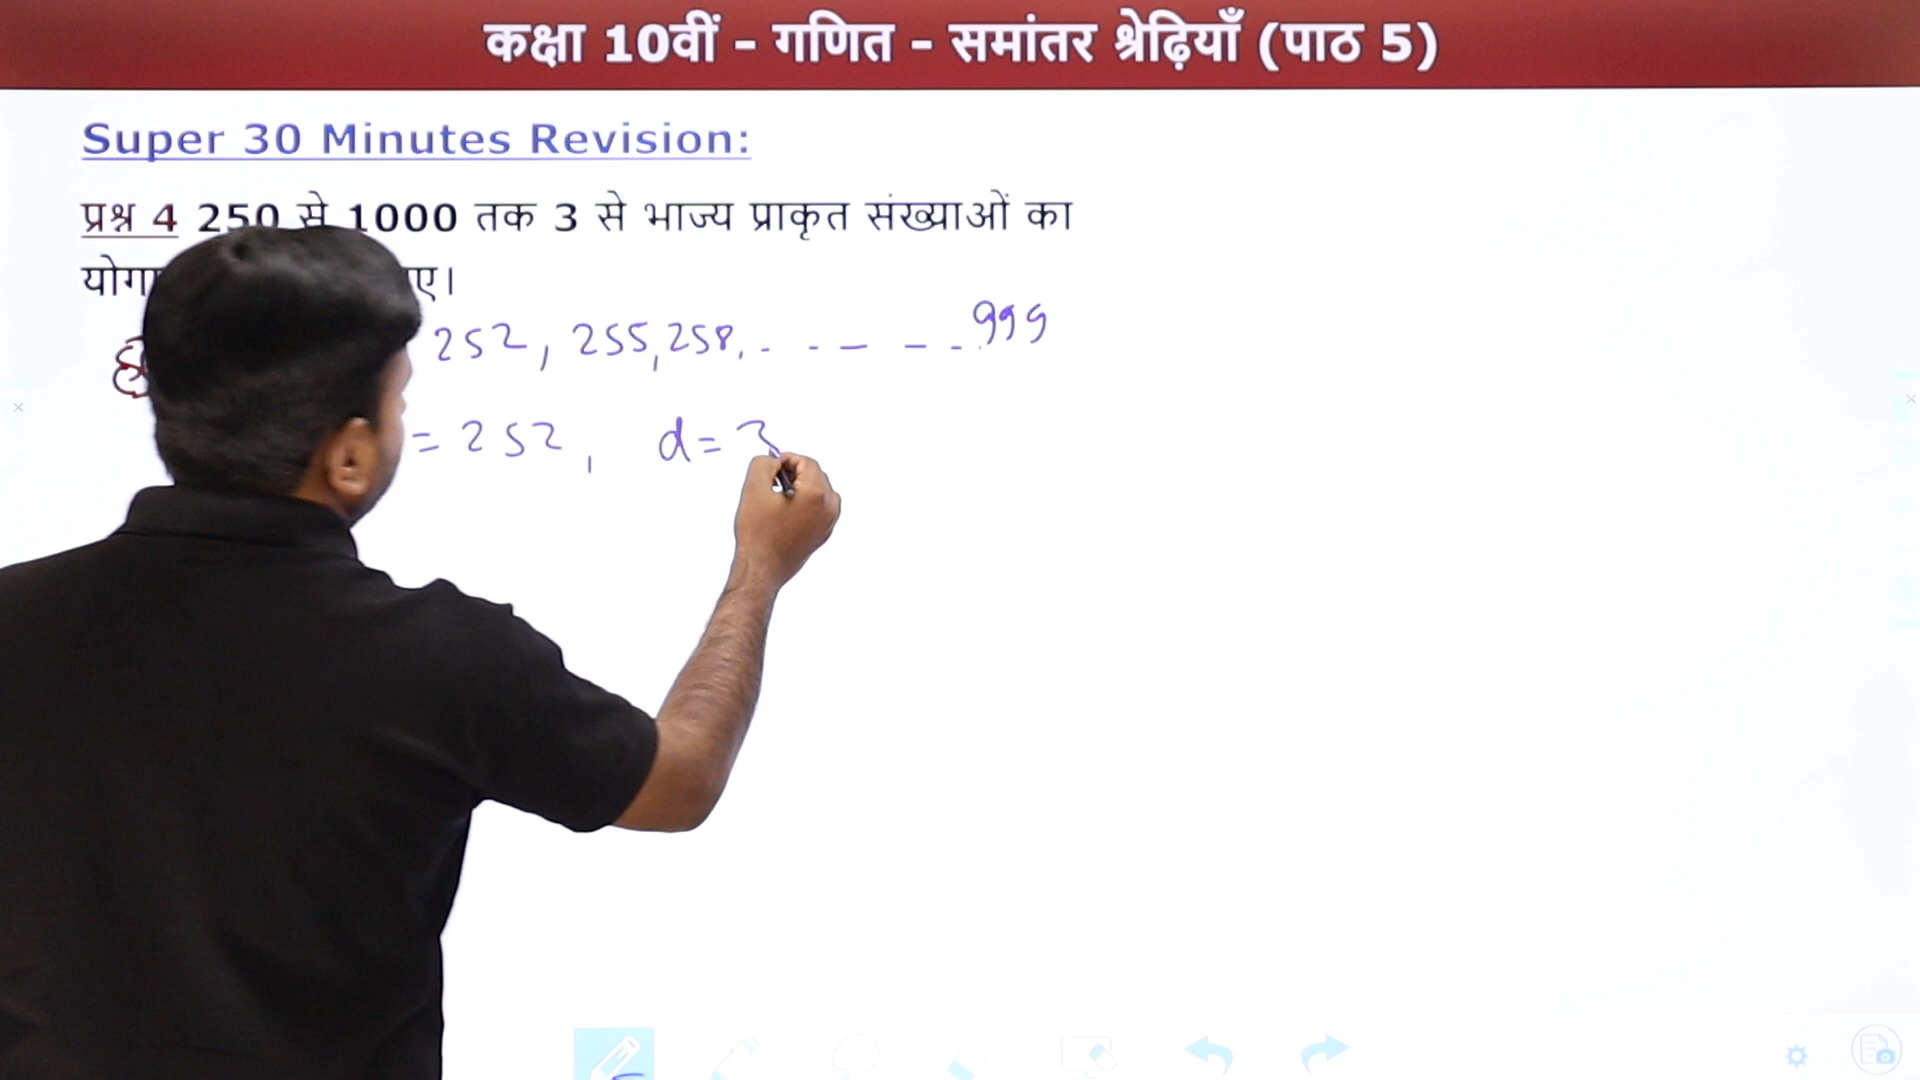 कक्षा 10वीं - गणित - समांतर श्रेढ़ियाँ (पाठ 5)
Super 30 Minutes Revision:
प्रश्न 4 250 से 1000 तक 3 से भाज्य प्राकृत संख्याओं का
252, 255, 258, . . - - - . 999
= 252, d = 3